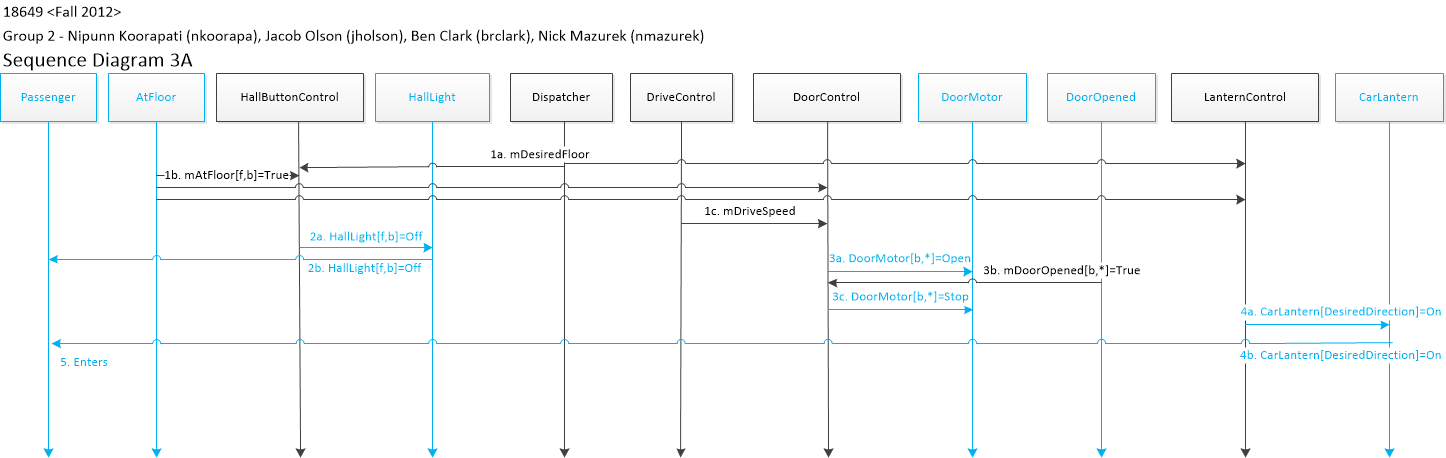 18649 <Fall 2012>
Group 2 - Nipunn Koorapati (nkoorapa), Jacob Olson (jholson), Ben Clark (brclark), Nick Mazurek (nmazurek)
Sequence Diagram 3A
Passenger
AtFloor
HallButtonControl
HallLight
Dispatcher
DriveControl
DoorControl
DoorMotor
DoorOpened
LanternControl
CarLantern
1a. mDesiredFloor
1b. mAtFloor[f,b]=True
1c. mDriveSpeed
2a. HallLight[f,b]=Off
2b. HallLight[f,b]=Off
3a. DoorMotor[b,*]=Open
3b. mDoorOpened[b,*]=True
3c. DoorMotor[b,*]=Stop
4a. CarLantern[DesiredDirection]=On
4b. CarLantern[DesiredDirection]=On
5. Enters